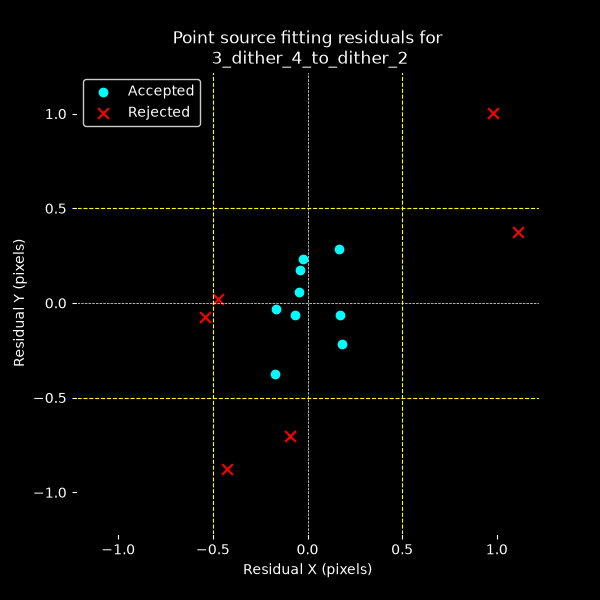 Point source fitting residuals for
3_dither_4_to_dither_2
Accepted
Rejected
1.0
0.5
0.0
−0.5
−1.0
Residual Y (pixels)
−1.0
−0.5
0.0
0.5
1.0
Residual X (pixels)